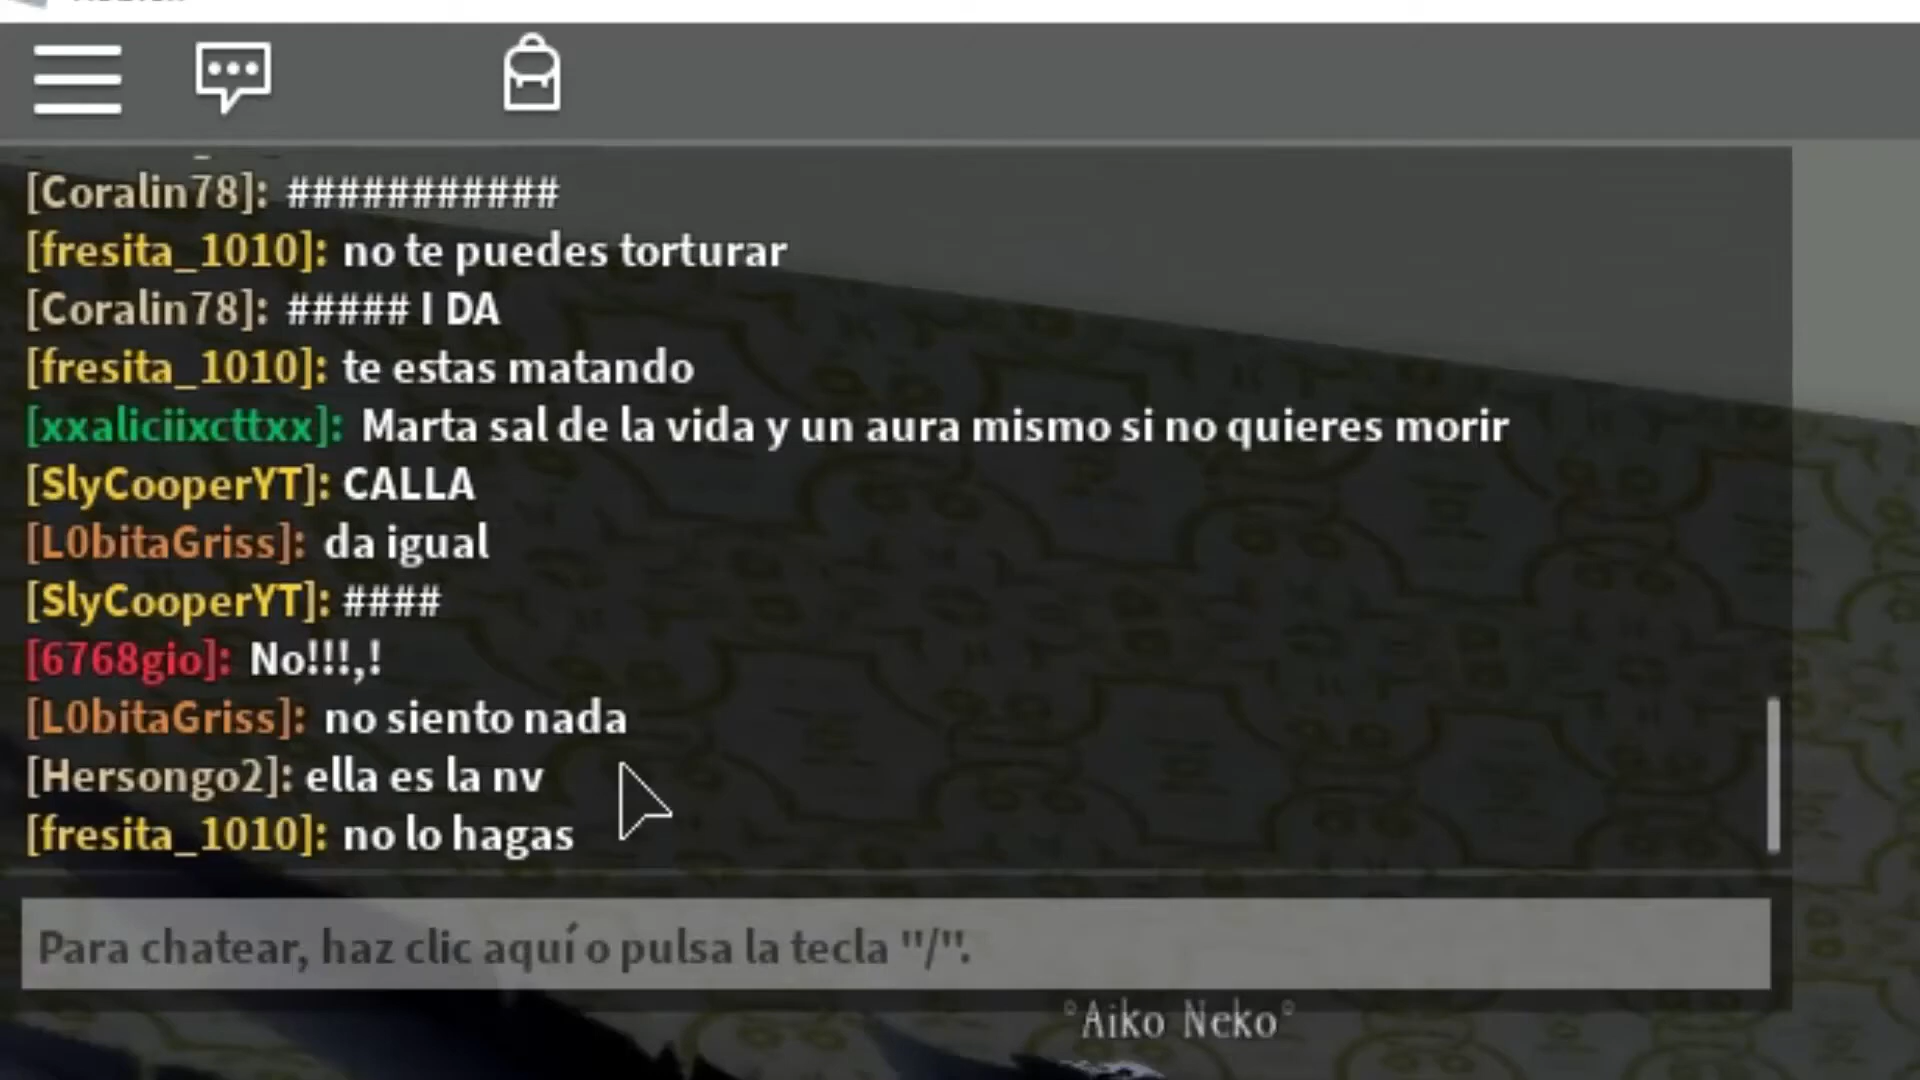 [Coralin78]: ###########
[fresita_1010]: no te puedes torturar
[Coralin78]: ##### I DA
[fresita_1010]: te estas matando
[xxaliciixcttxx]: Marta sal de la vida y un aura mismo si no quieres morir
[SlyCooperYT]: CALLA
[L0bitaGriss]: da igual
[SlyCooperYT]: ####
[6768gio]: No!!!,!
[L0bitaGriss]: no siento nada
[Hersongo2]: ella es la nv
[fresita_1010]: no lo hagas
Para chatear, haz clic aquí o pulsa la tecla "/".
°Aiko Neko°